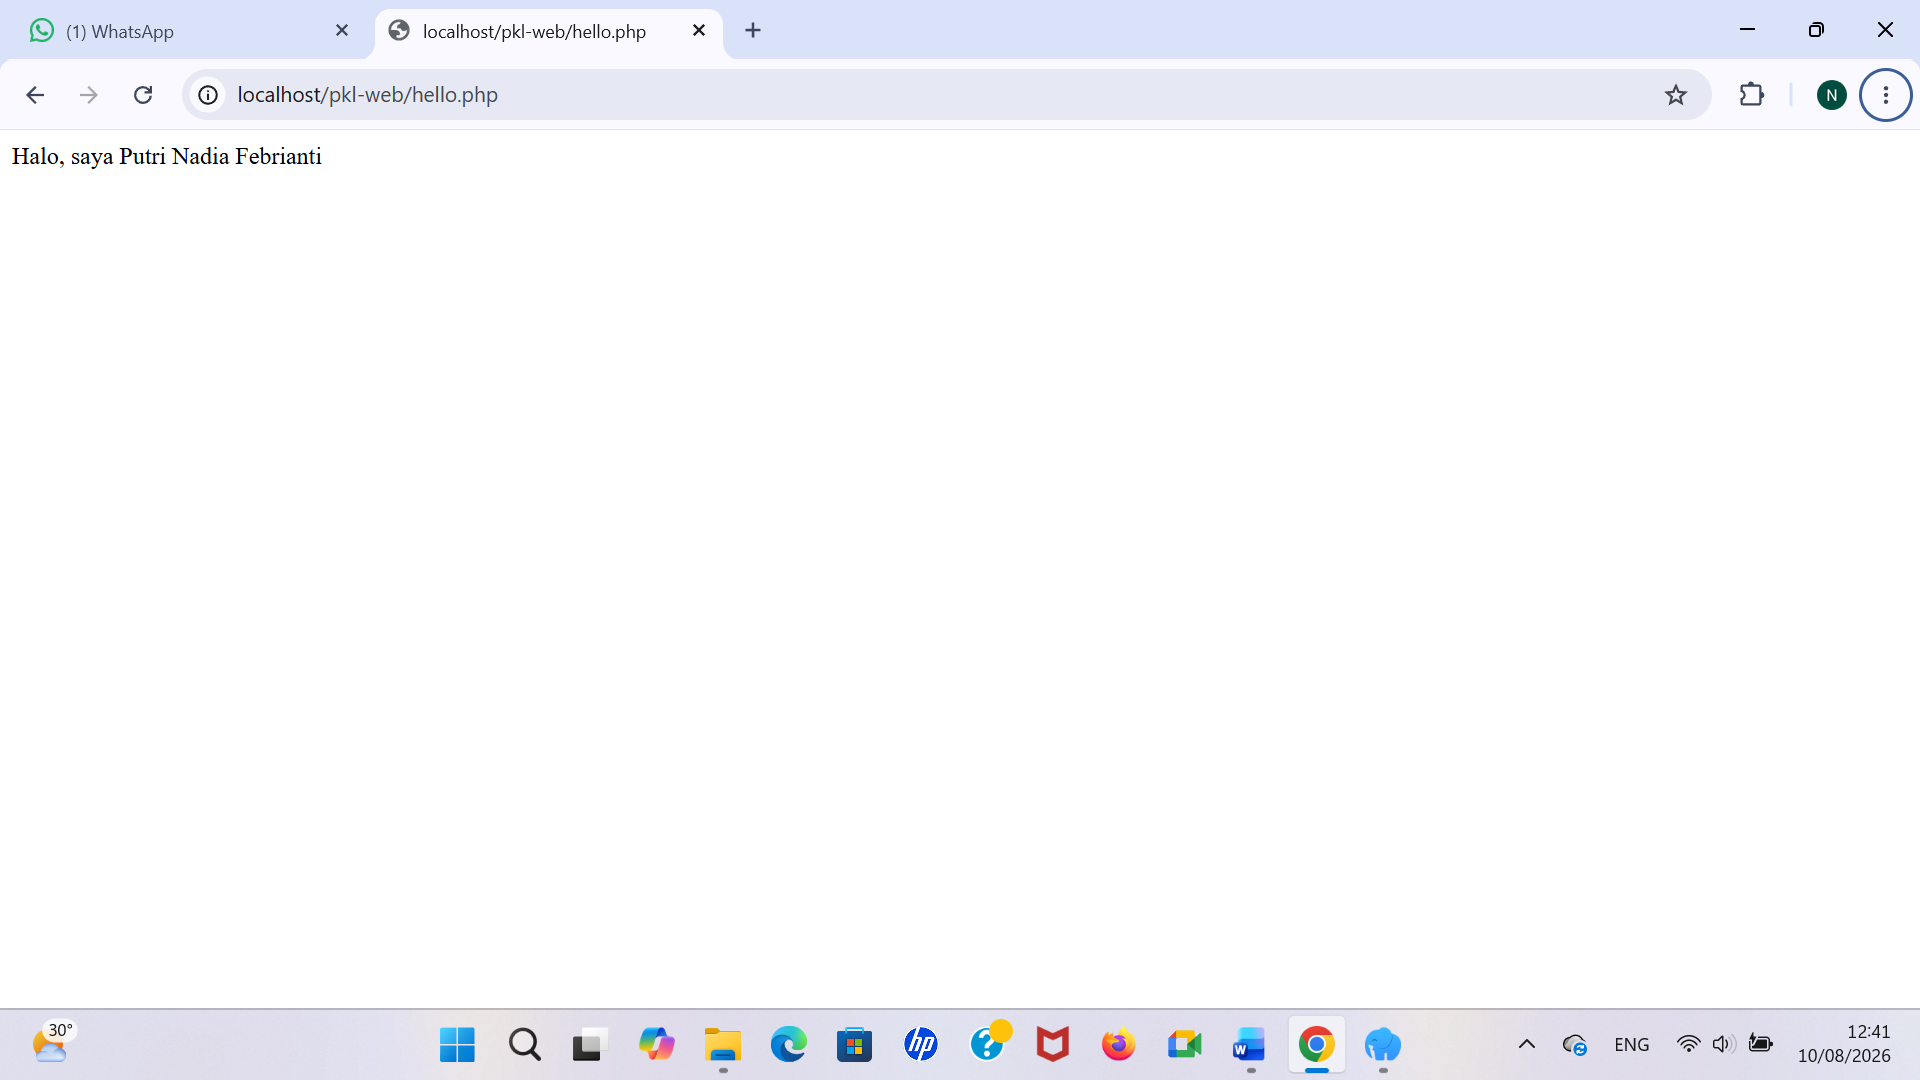 (1) WhatsApp
localhost/pkl-web/hello.php
localhost/pkl-web/hello.php
N
Halo, saya Putri Nadia Febrianti
30°
hp
?
W
ENG
12:41
10/08/2026